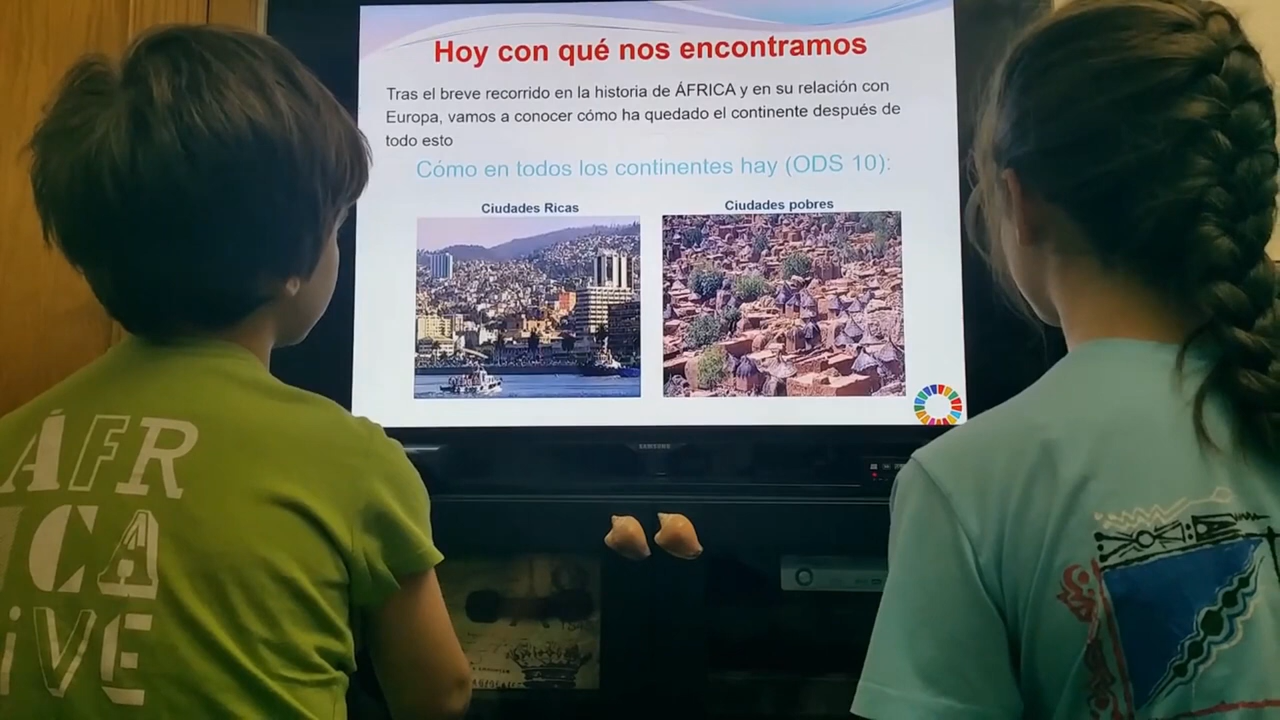 Hoy con qué nos encontramos
Tras el breve recorrido en la historia de ÁFRICA y en su relación con
Europa, vamos a conocer cómo ha quedado el continente después de
todo esto
Cómo en todos los continentes hay (ODS 10):
Ciudades Ricas
Ciudades pobres
SAMSUNG
ÁFR
ICA
iVE